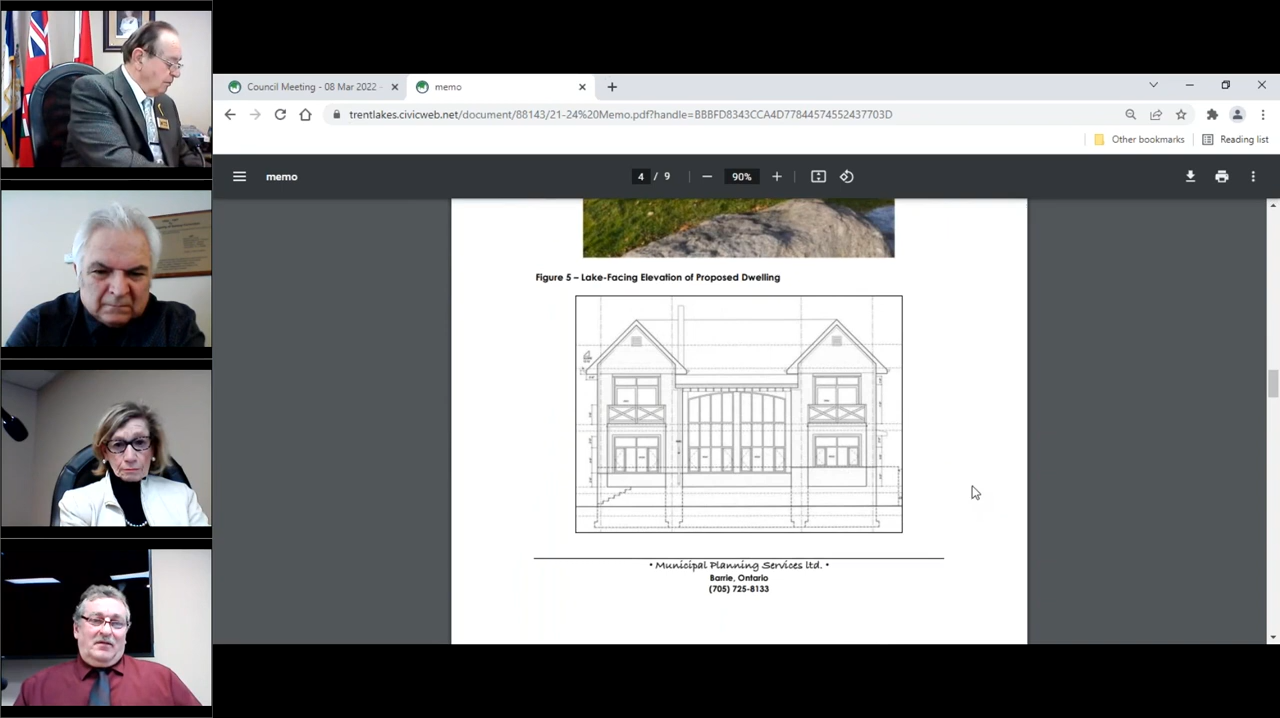 Council Meeting - 08 Mar 2022 -
memo
trentlakes.civicweb.net/document/88143/21-24%20Memo.pdf?handle=BBBFD8343CCA4D77844574552437703D
Other bookmarks
Reading list
memo
4 / 9
90%
Figure 5 – Lake-Facing Elevation of Proposed Dwelling
• Municipal Planning Services Ltd. •
Barrie, Ontario
(705) 725-8133